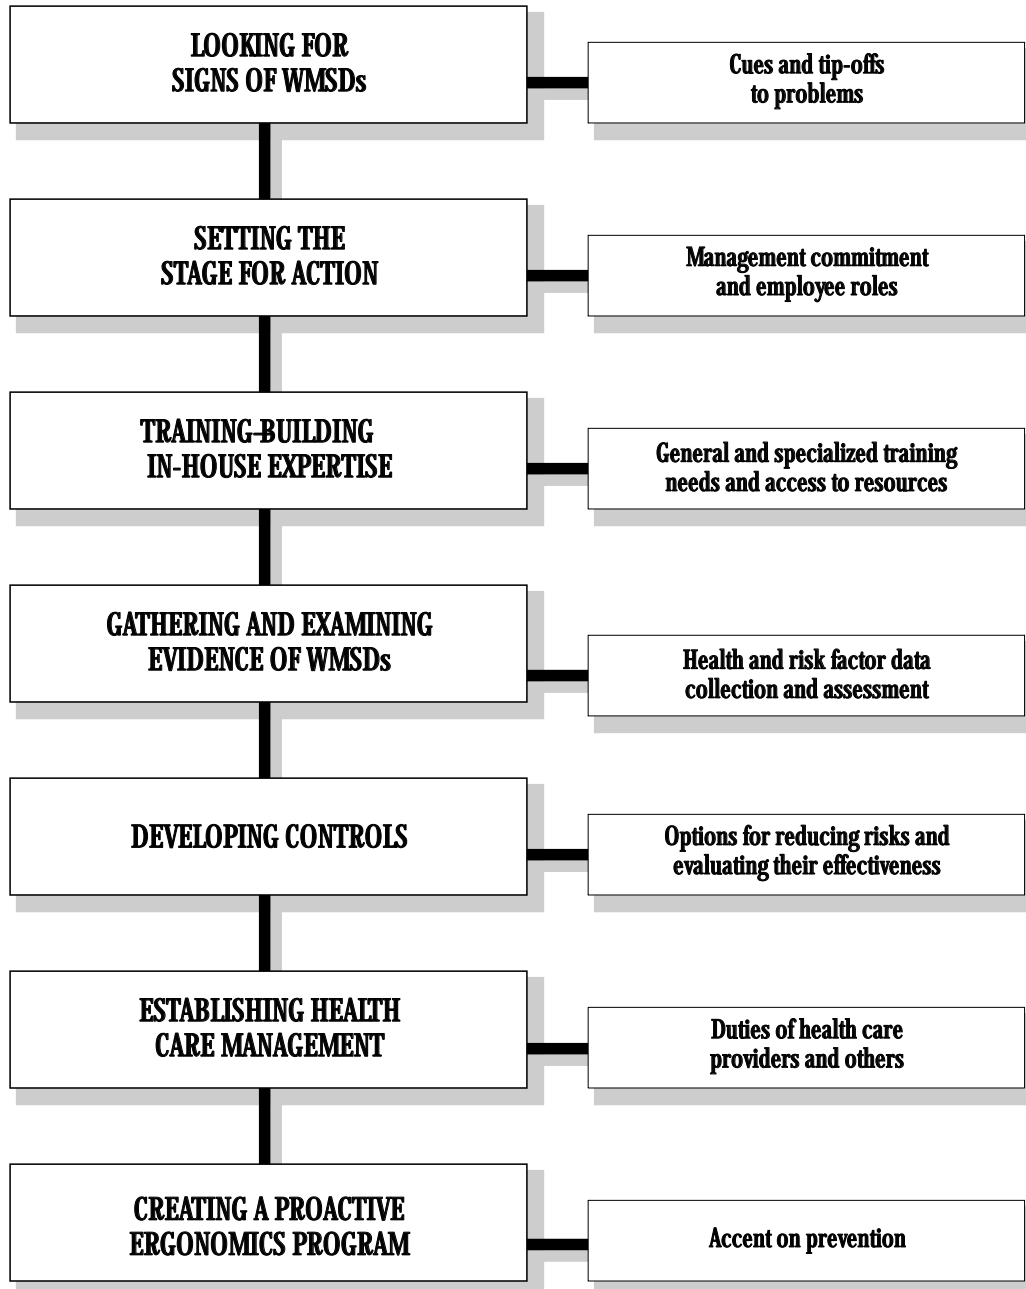 LOOKING FOR
SIGNS OF WMSDs
Cues and tip-offs
to problems
SETTING THE
STAGE FOR ACTION
Management commitment
and employee roles
TRAINING–BUILDING
IN-HOUSE EXPERTISE
General and specialized training
needs and access to resources
GATHERING AND EXAMINING
EVIDENCE OF WMSDs
Health and risk factor data
collection and assessment
DEVELOPING CONTROLS
Options for reducing risks and
evaluating their effectiveness
ESTABLISHING HEALTH
CARE MANAGEMENT
Duties of health care
providers and others
CREATING A PROACTIVE
ERGONOMICS PROGRAM
Accent on prevention